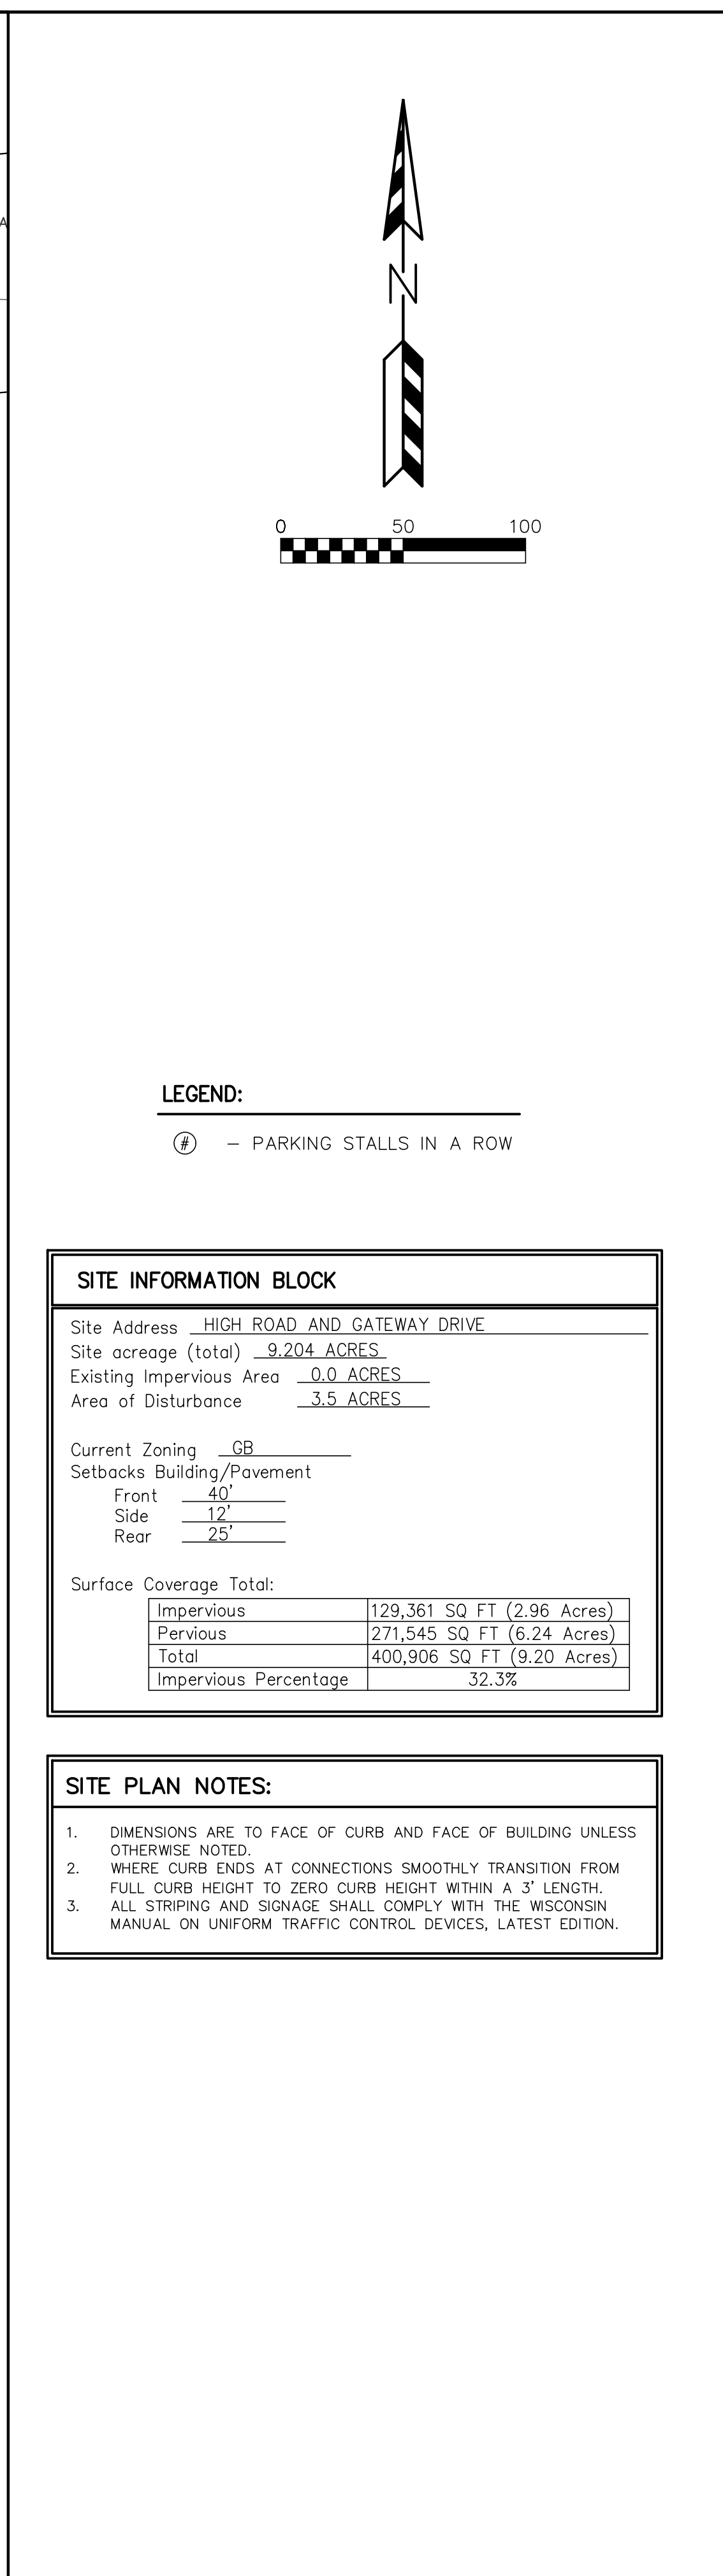 A
N
0 50 100
LEGEND:
# – PARKING STALLS IN A ROW
SITE INFORMATION BLOCK
Site Address HIGH ROAD AND GATEWAY DRIVE
Site acreage (total) 9.204 ACRES
Existing Impervious Area 0.0 ACRES
Area of Disturbance 3.5 ACRES
Current Zoning GB
Setbacks Building/Pavement
Front 40'
Side 12'
Rear 25'
Surface Coverage Total:
Impervious 129,361 SQ FT (2.96 Acres)
Pervious 271,545 SQ FT (6.24 Acres)
Total 400,906 SQ FT (9.20 Acres)
Impervious Percentage 32.3%
SITE PLAN NOTES:
1. DIMENSIONS ARE TO FACE OF CURB AND FACE OF BUILDING UNLESS
OTHERWISE NOTED.
2. WHERE CURB ENDS AT CONNECTIONS SMOOTHLY TRANSITION FROM
FULL CURB HEIGHT TO ZERO CURB HEIGHT WITHIN A 3' LENGTH.
3. ALL STRIPING AND SIGNAGE SHALL COMPLY WITH THE WISCONSIN
MANUAL ON UNIFORM TRAFFIC CONTROL DEVICES, LATEST EDITION.